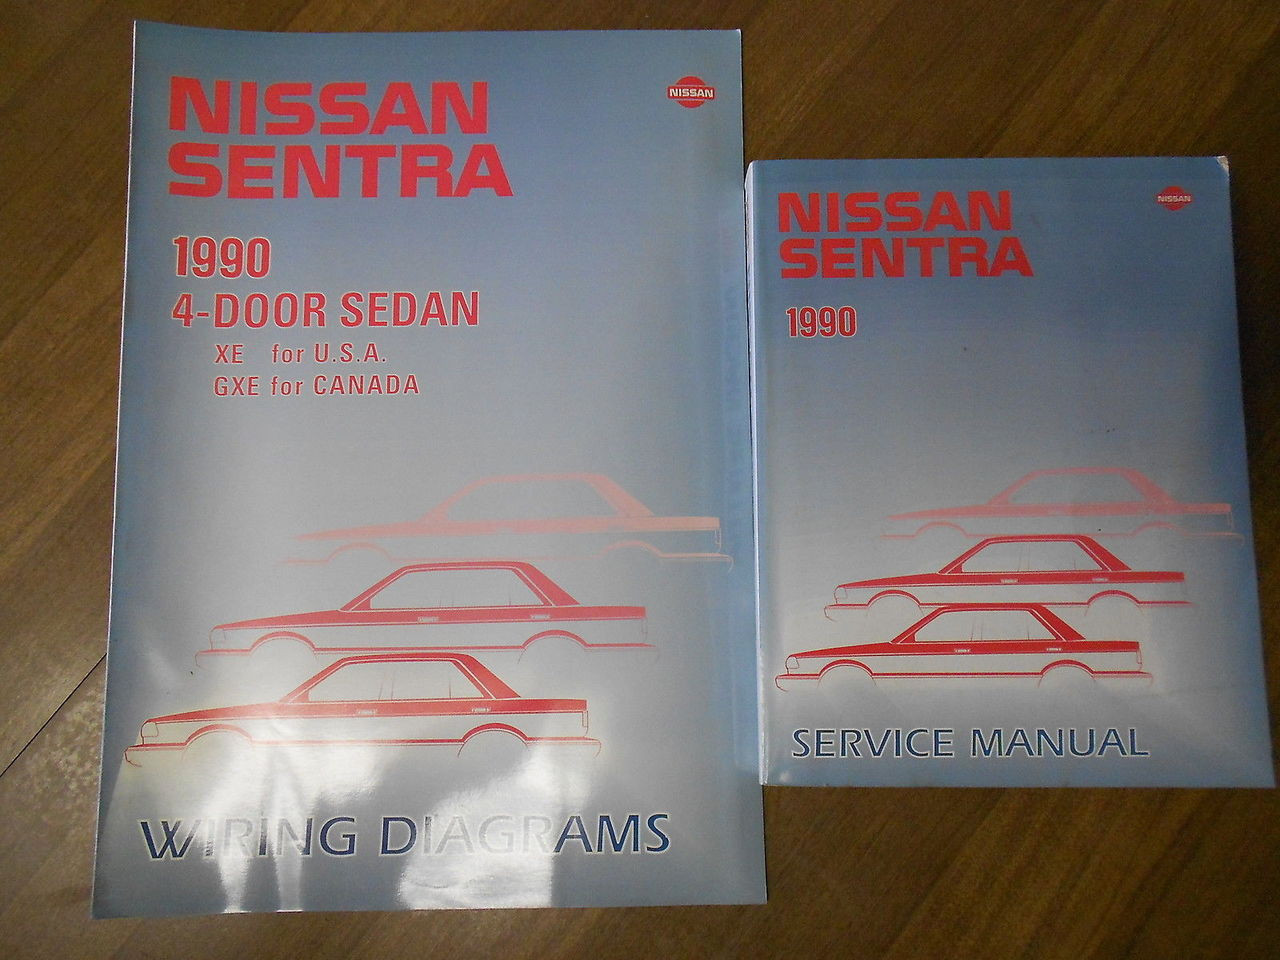 NISSAN
SENTRA
NISSAN
1990
4-DOOR SEDAN
XE for U.S.A.
GXE for CANADA
WIRING DIAGRAMS
NISSAN
SENTRA
NISSAN
1990
SERVICE MANUAL